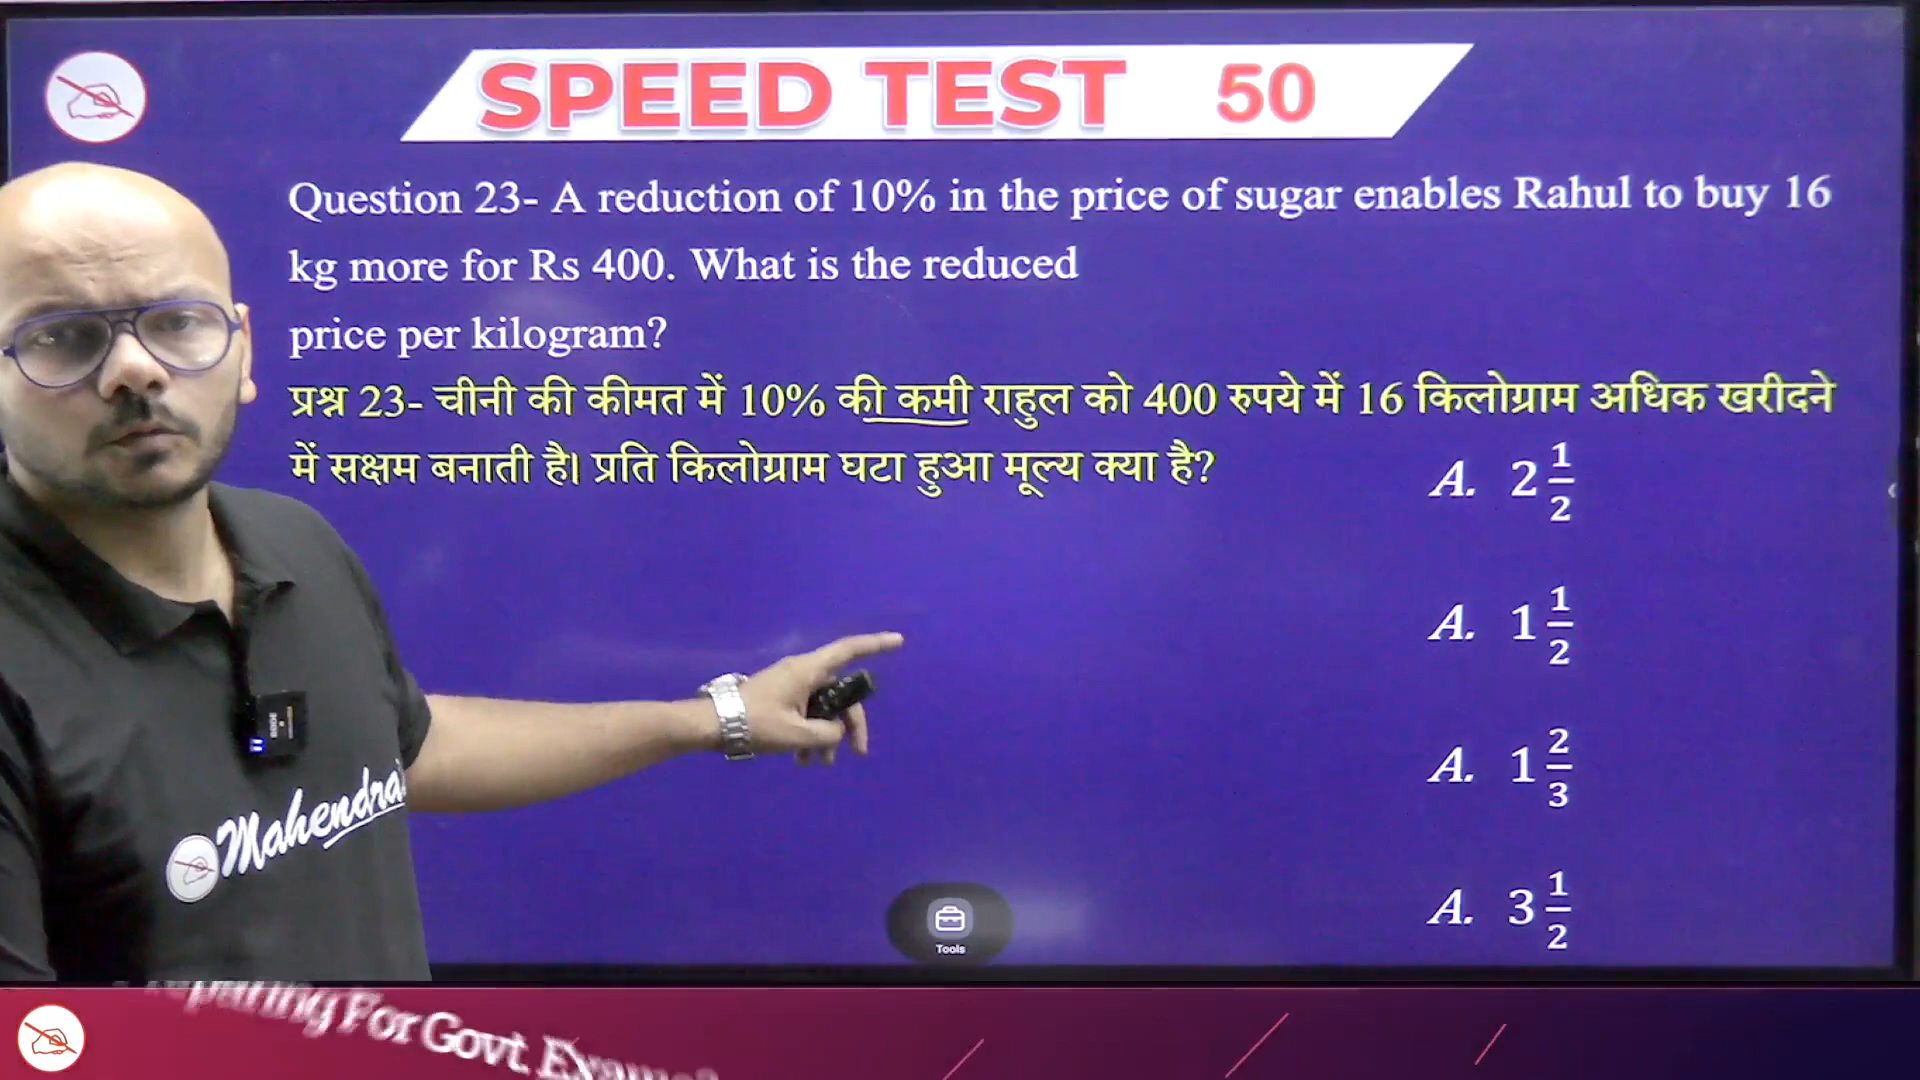 SPEED TEST 50
Question 23- A reduction of 10% in the price of sugar enables Rahul to buy 16
kg more for Rs 400. What is the reduced
price per kilogram?
प्रश्न 23- चीनी की कीमत में 10% की कमी राहुल को 400 रुपये में 16 किलोग्राम अधिक खरीदने
में सक्षम बनाती है। प्रति किलोग्राम घटा हुआ मूल्य क्या है?
A. 2 1/2
A. 1 1/2
A. 1 2/3
A. 3 1/2
Mahendra
Tools
For Govt.